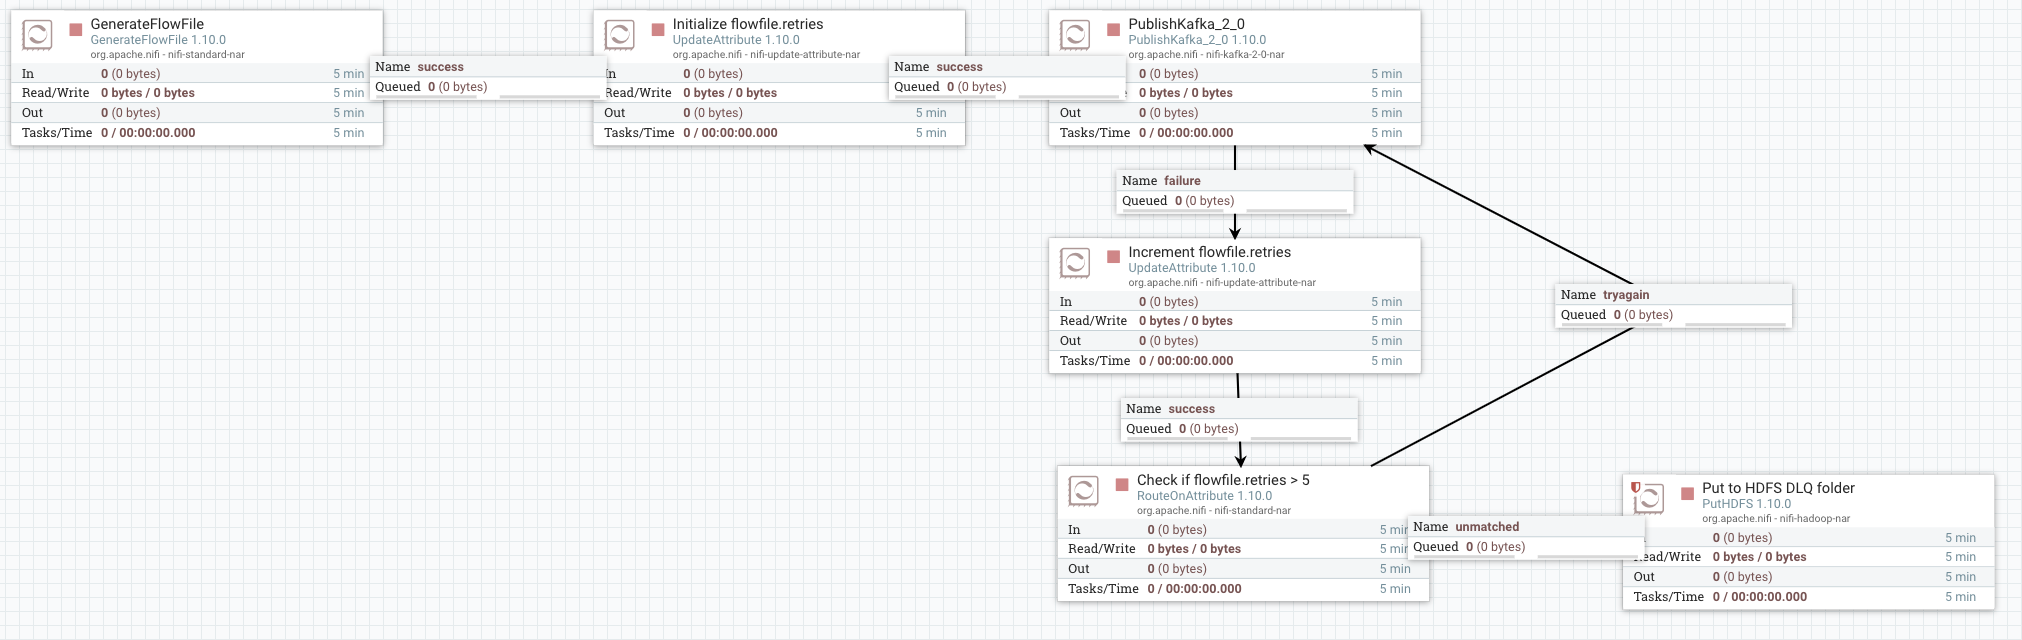 GenerateFlowFile
GenerateFlowFile 1.10.0
org.apache.nifi - nifi-standard-nar
In 0 (0 bytes) 5 min
Read/Write 0 bytes / 0 bytes 5 min
Out 0 (0 bytes) 5 min
Tasks/Time 0 / 00:00:00.000 5 min
Name success
Queued 0 (0 bytes)
Initialize flowfile.retries
UpdateAttribute 1.10.0
org.apache.nifi - nifi-update-attribute-nar
In 0 (0 bytes)
Read/Write 0 bytes / 0 bytes
Out 0 (0 bytes) 5 min
Tasks/Time 0 / 00:00:00.000 5 min
Name success
Queued 0 (0 bytes)
PublishKafka_2_0
PublishKafka_2_0 1.10.0
org.apache.nifi - nifi-kafka-2-0-nar
0 (0 bytes) 5 min
0 bytes / 0 bytes 5 min
Out 0 (0 bytes) 5 min
Tasks/Time 0 / 00:00:00.000 5 min
Name failure
Queued 0 (0 bytes)
Increment flowfile.retries
UpdateAttribute 1.10.0
org.apache.nifi - nifi-update-attribute-nar
In 0 (0 bytes) 5 min
Read/Write 0 bytes / 0 bytes 5 min
Out 0 (0 bytes) 5 min
Tasks/Time 0 / 00:00:00.000 5 min
Name tryagain
Queued 0 (0 bytes)
Name success
Queued 0 (0 bytes)
Check if flowfile.retries > 5
RouteOnAttribute 1.10.0
org.apache.nifi - nifi-standard-nar
In 0 (0 bytes) 5 min
Read/Write 0 bytes / 0 bytes 5 min
Out 0 (0 bytes) 5 min
Tasks/Time 0 / 00:00:00.000 5 min
Name unmatched
Queued 0 (0 bytes)
Put to HDFS DLQ folder
PutHDFS 1.10.0
org.apache.nifi - nifi-hadoop-nar
0 (0 bytes) 5 min
Read/Write 0 bytes / 0 bytes 5 min
Out 0 (0 bytes) 5 min
Tasks/Time 0 / 00:00:00.000 5 min